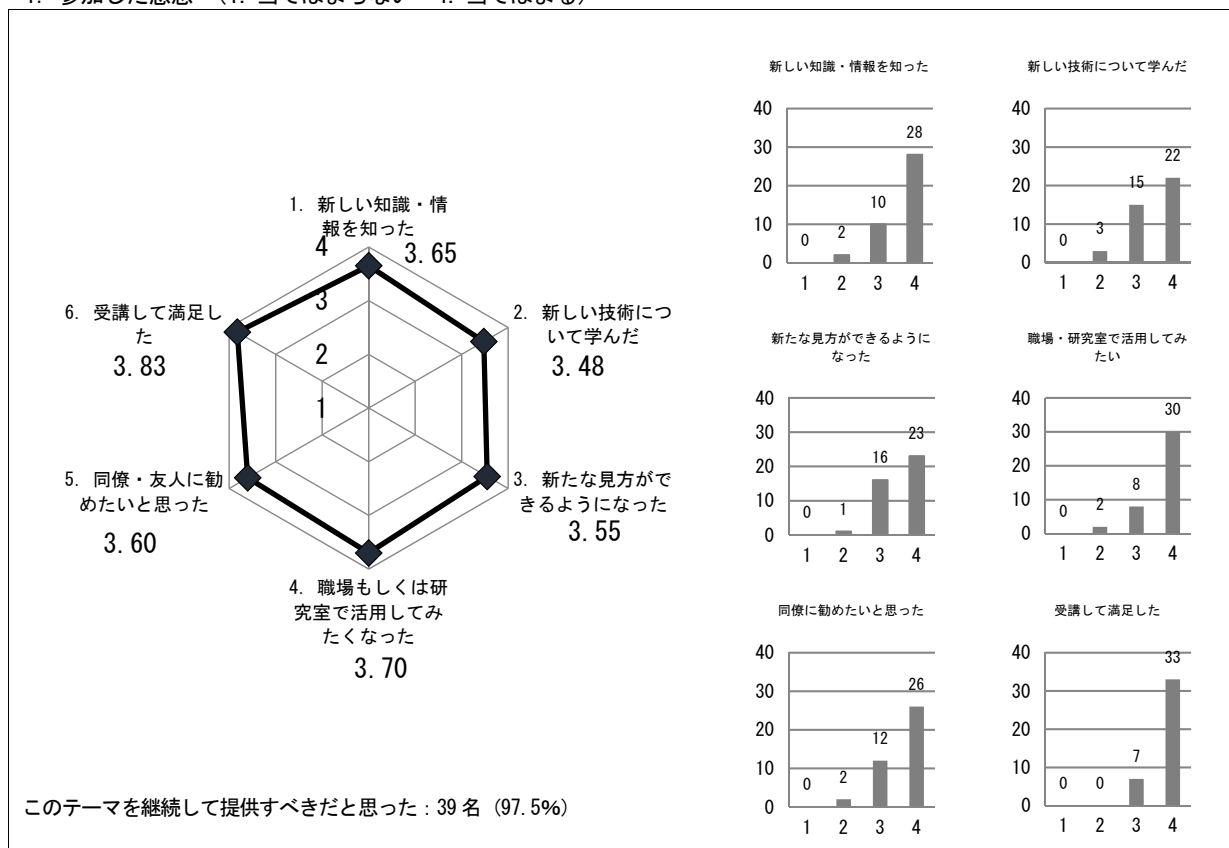 1. 新しい知識・情
報を知った
3.65
4
3
2
1
2. 新しい技術につ
いて学んだ
3.48
3. 新たな見方がで
きるようになった
3.55
4. 職場もしくは研
究室で活用してみ
たくなった
3.70
5. 同僚・友人に勧
めたいと思った
3.60
6. 受講して満足し
た
3.83
このテーマを継続して提供すべきだと思った：39名（97.5%）
新しい知識・情報を知った
40
30
20
10
0
0
2
10
28
1 2 3 4
新しい技術について学んだ
40
30
20
10
0
0
3
15
22
1 2 3 4
新たな見方ができるように
なった
40
30
20
10
0
0
1
16
23
1 2 3 4
職場・研究室で活用してみ
たい
40
30
20
10
0
0
2
8
30
1 2 3 4
同僚に勧めたいと思った
40
30
20
10
0
0
2
12
26
1 2 3 4
受講して満足した
40
30
20
10
0
0
0
7
33
1 2 3 4